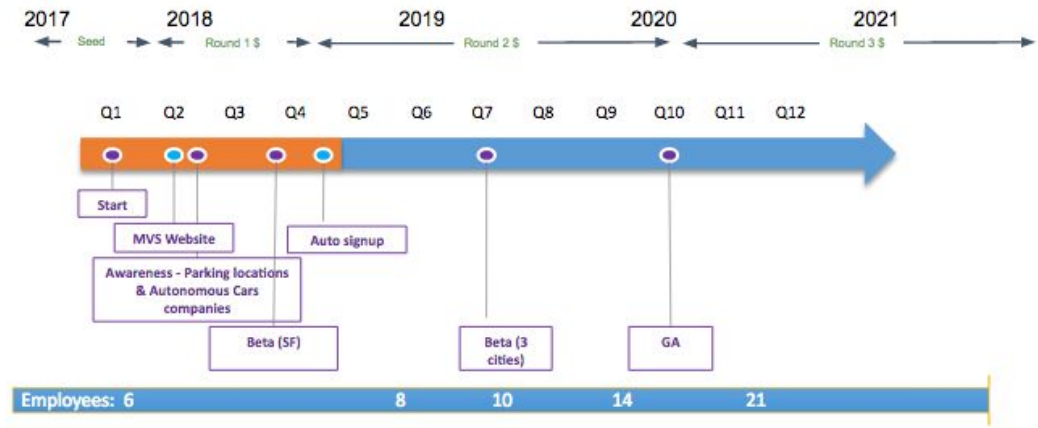 2017 2018 2019 2020 2021
Seed Round 1 $ Round 2 $ Round 3 $
Q1 Q2 Q3 Q4 Q5 Q6 Q7 Q8 Q9 Q10 Q11 Q12
Start
MVS Website
Auto signup
Awareness - Parking locations
& Autonomous Cars
companies
Beta (SF)
Beta (3
cities)
GA
Employees: 6 8 10 14 21